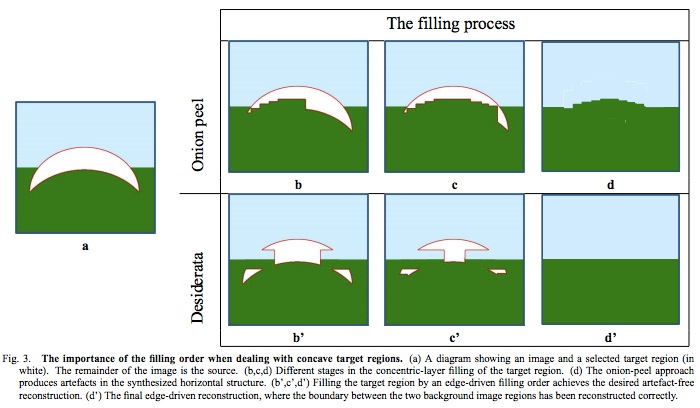 The filling process
Onion peel
b
c
d
a
Desiderata
b’
c’
d’
Fig. 3. The importance of the filling order when dealing with concave target regions. (a) A diagram showing an image and a selected target region (in
white). The remainder of the image is the source. (b,c,d) Different stages in the concentric-layer filling of the target region. (d) The onion-peel approach
produces artefacts in the synthesized horizontal structure. (b’,c’,d’) Filling the target region by an edge-driven filling order achieves the desired artefact-free
reconstruction. (d’) The final edge-driven reconstruction, where the boundary between the two background image regions has been reconstructed correctly.